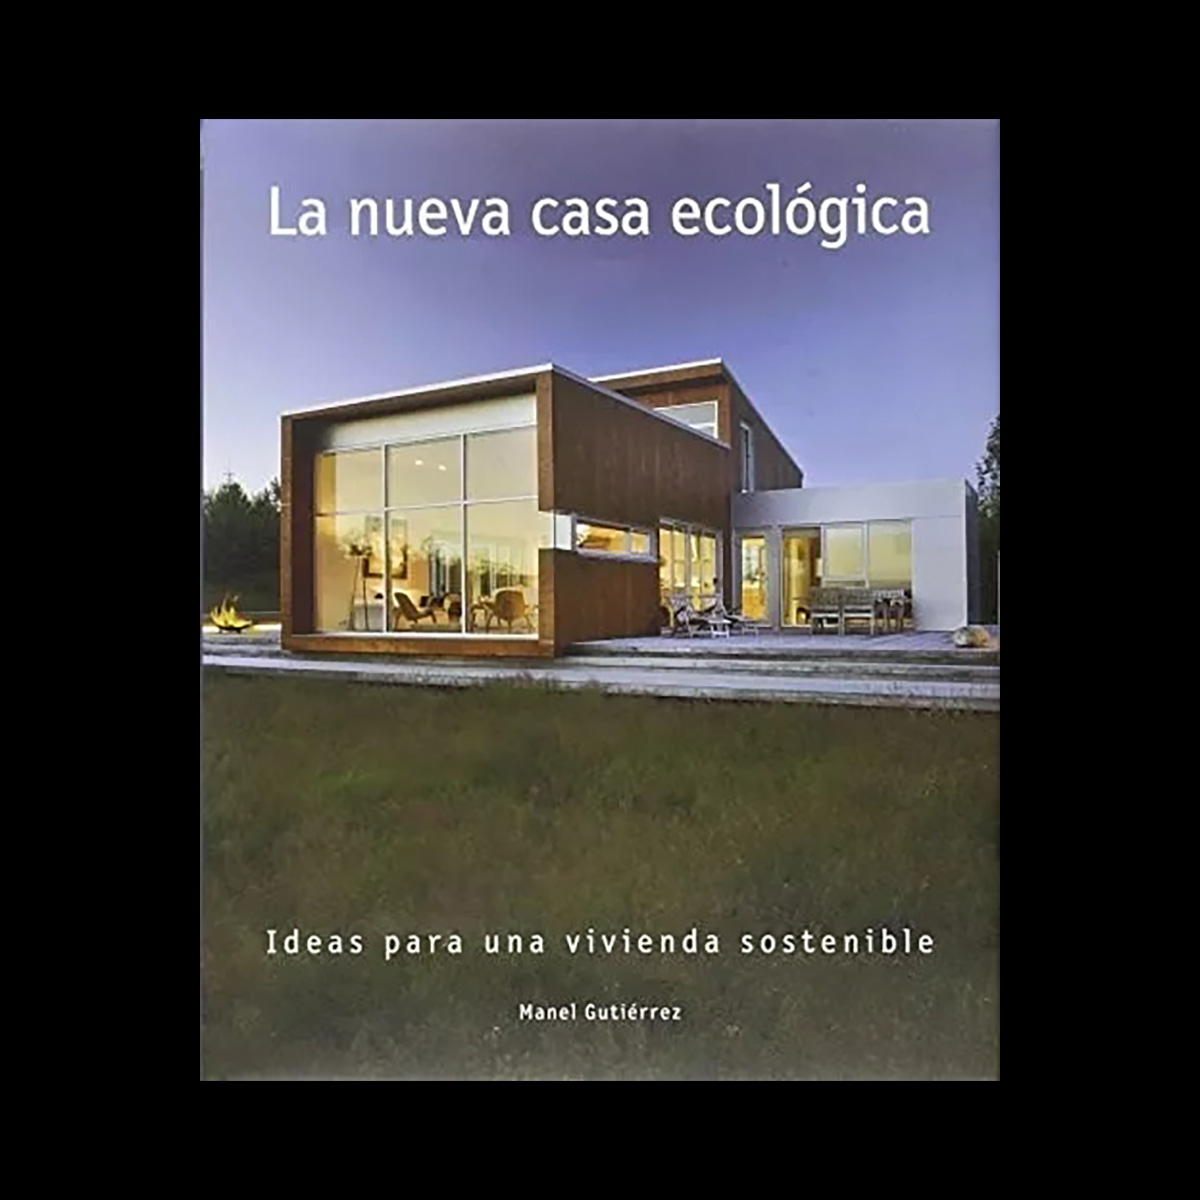 La nueva casa ecológica
Ideas para una vivienda sostenible
Manel Gutiérrez